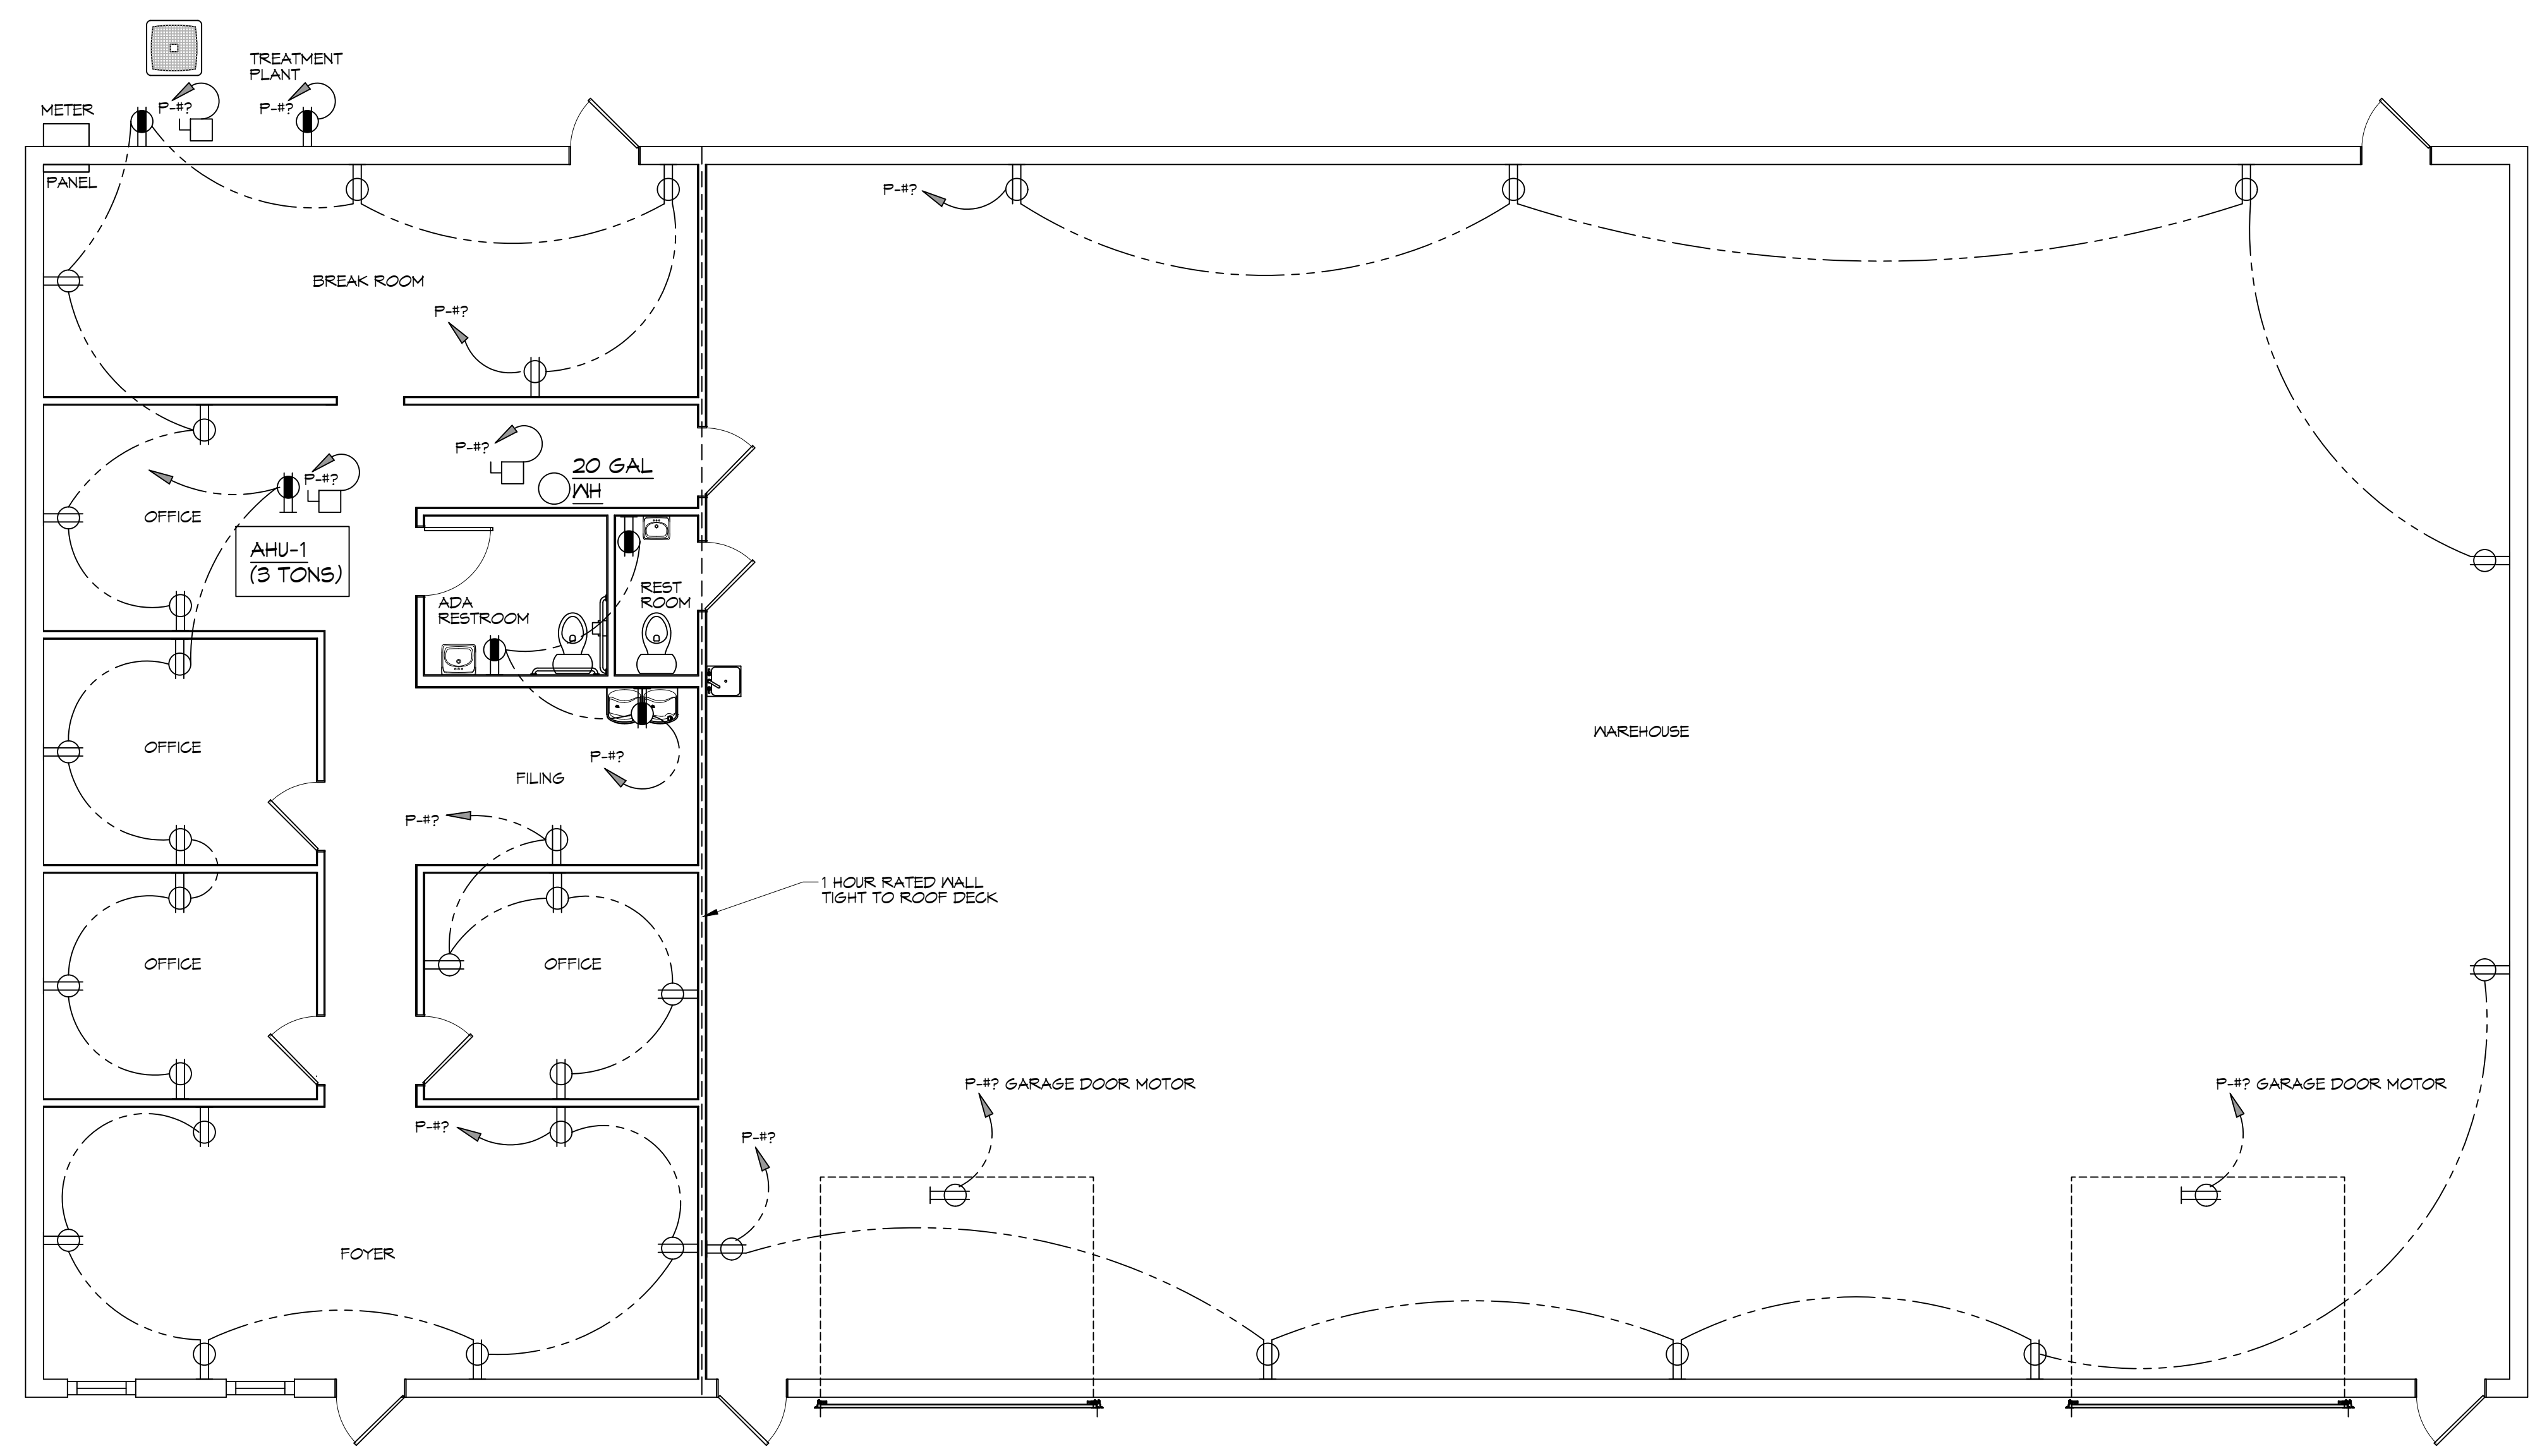 TREATMENT
PLANT
METER
P-#?
P-#?
PANEL
P-#?
BREAK ROOM
P-#?
P-#?
20 GAL
WH
P-#?
OFFICE
AHU-1
(3 TONS)
ADA
RESTROOM
REST
ROOM
WAREHOUSE
OFFICE
P-#?
FILING
P-#?
1 HOUR RATED WALL
TIGHT TO ROOF DECK
OFFICE
OFFICE
P-#? GARAGE DOOR MOTOR
P-#? GARAGE DOOR MOTOR
P-#?
P-#?
FOYER